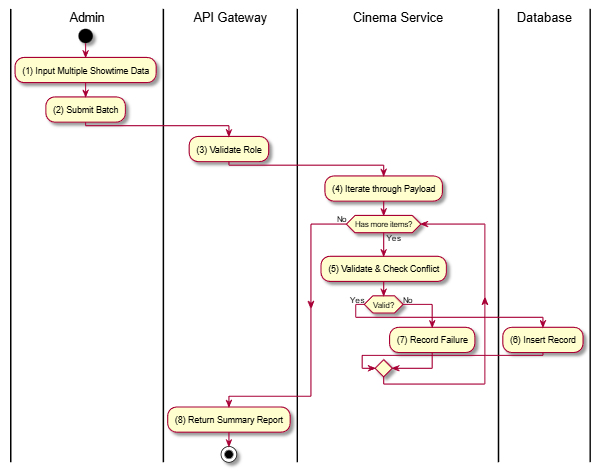 Admin
API Gateway
Cinema Service
Database
(1) Input Multiple Showtime Data
(2) Submit Batch
(3) Validate Role
(4) Iterate through Payload
No
Has more items?
Yes
(5) Validate & Check Conflict
Yes
Valid?
No
(7) Record Failure
(6) Insert Record
(8) Return Summary Report